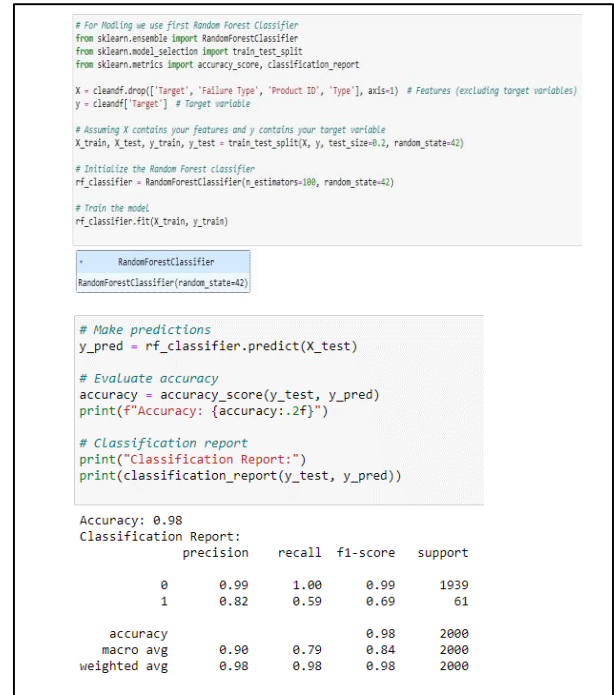 # For Modling we use first Random Forest Classifier
from sklearn.ensemble import RandomForestClassifier
from sklearn.model_selection import train_test_split
from sklearn.metrics import accuracy_score, classification_report

X = cleandf.drop(['Target', 'Failure Type', 'Product ID', 'Type'], axis=1)  # Features (excluding target variables)
y = cleandf['Target']  # Target variable

# Assuming X contains your features and y contains your target variable
X_train, X_test, y_train, y_test = train_test_split(X, y, test_size=0.2, random_state=42)

# Initialize the Random Forest classifier
rf_classifier = RandomForestClassifier(n_estimators=100, random_state=42)

# Train the model
rf_classifier.fit(X_train, y_train)

RandomForestClassifier
RandomForestClassifier(random_state=42)

# Make predictions
y_pred = rf_classifier.predict(X_test)

# Evaluate accuracy
accuracy = accuracy_score(y_test, y_pred)
print(f"Accuracy: {accuracy:.2f}")

# Classification report
print("Classification Report:")
print(classification_report(y_test, y_pred))

Accuracy: 0.98
Classification Report:
precision recall f1-score support

0 0.99 1.00 0.99 1939
1 0.82 0.59 0.69 61

accuracy 0.98 2000
macro avg 0.90 0.79 0.84 2000
weighted avg 0.98 0.98 0.98 2000